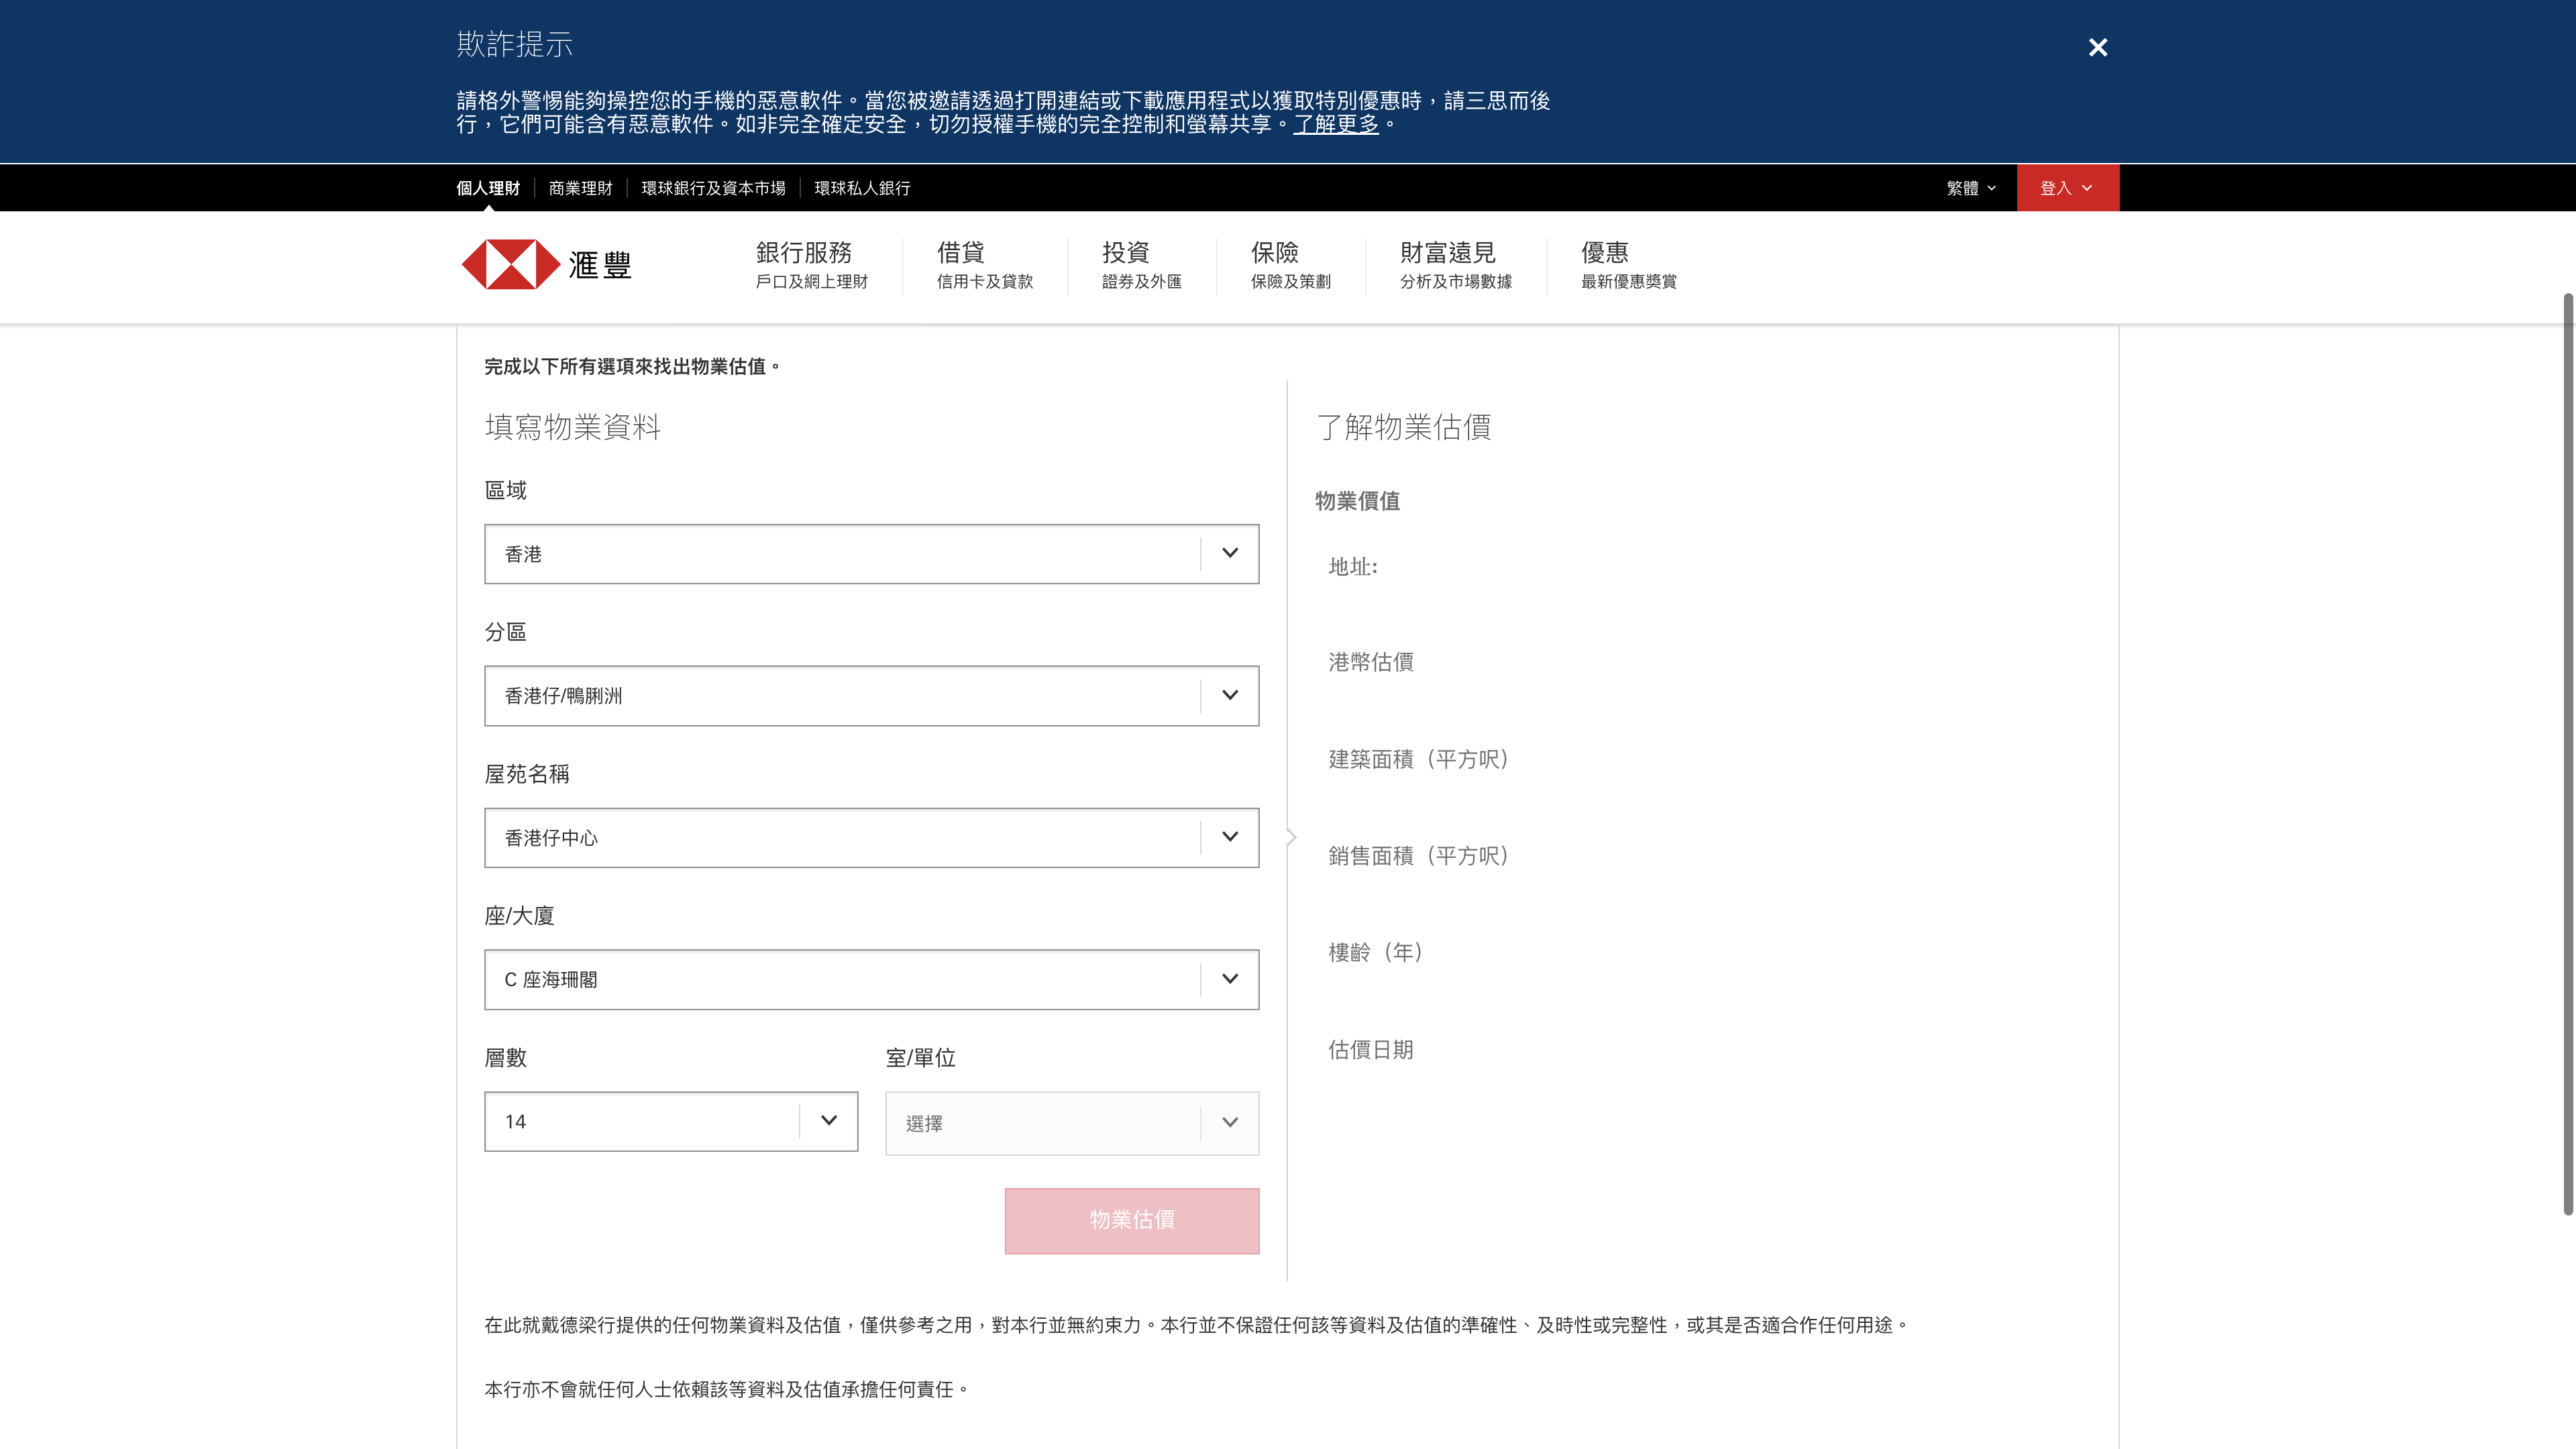 欺詐提示
請格外警惕能夠操控您的手機的惡意軟件。當您被邀請透過打開連結或下載應用程式以獲取特別優惠時，請三思而後
行，它們可能含有惡意軟件。如非完全確定安全，切勿授權手機的完全控制和螢幕共享。了解更多。
個人理財 商業理財 環球銀行及資本市場 環球私人銀行 繁體 登入
滙豐
銀行服務
戶口及網上理財
借貸
信用卡及貸款
投資
證券及外匯
保險
保險及策劃
財富遠見
分析及市場數據
優惠
最新優惠獎賞
完成以下所有選項來找出物業估值。
填寫物業資料
區域
香港
分區
香港仔/鴨脷洲
屋苑名稱
香港仔中心
座/大廈
C 座海珊閣
層數
14
室/單位
選擇
物業估價
了解物業估價
物業價值
地址:
港幣估價
建築面積（平方呎）
銷售面積（平方呎）
樓齡（年）
估價日期
在此就戴德梁行提供的任何物業資料及估值，僅供參考之用，對本行並無約束力。本行並不保證任何該等資料及估值的準確性、及時性或完整性，或其是否適合作任何用途。
本行亦不會就任何人士依賴該等資料及估值承擔任何責任。